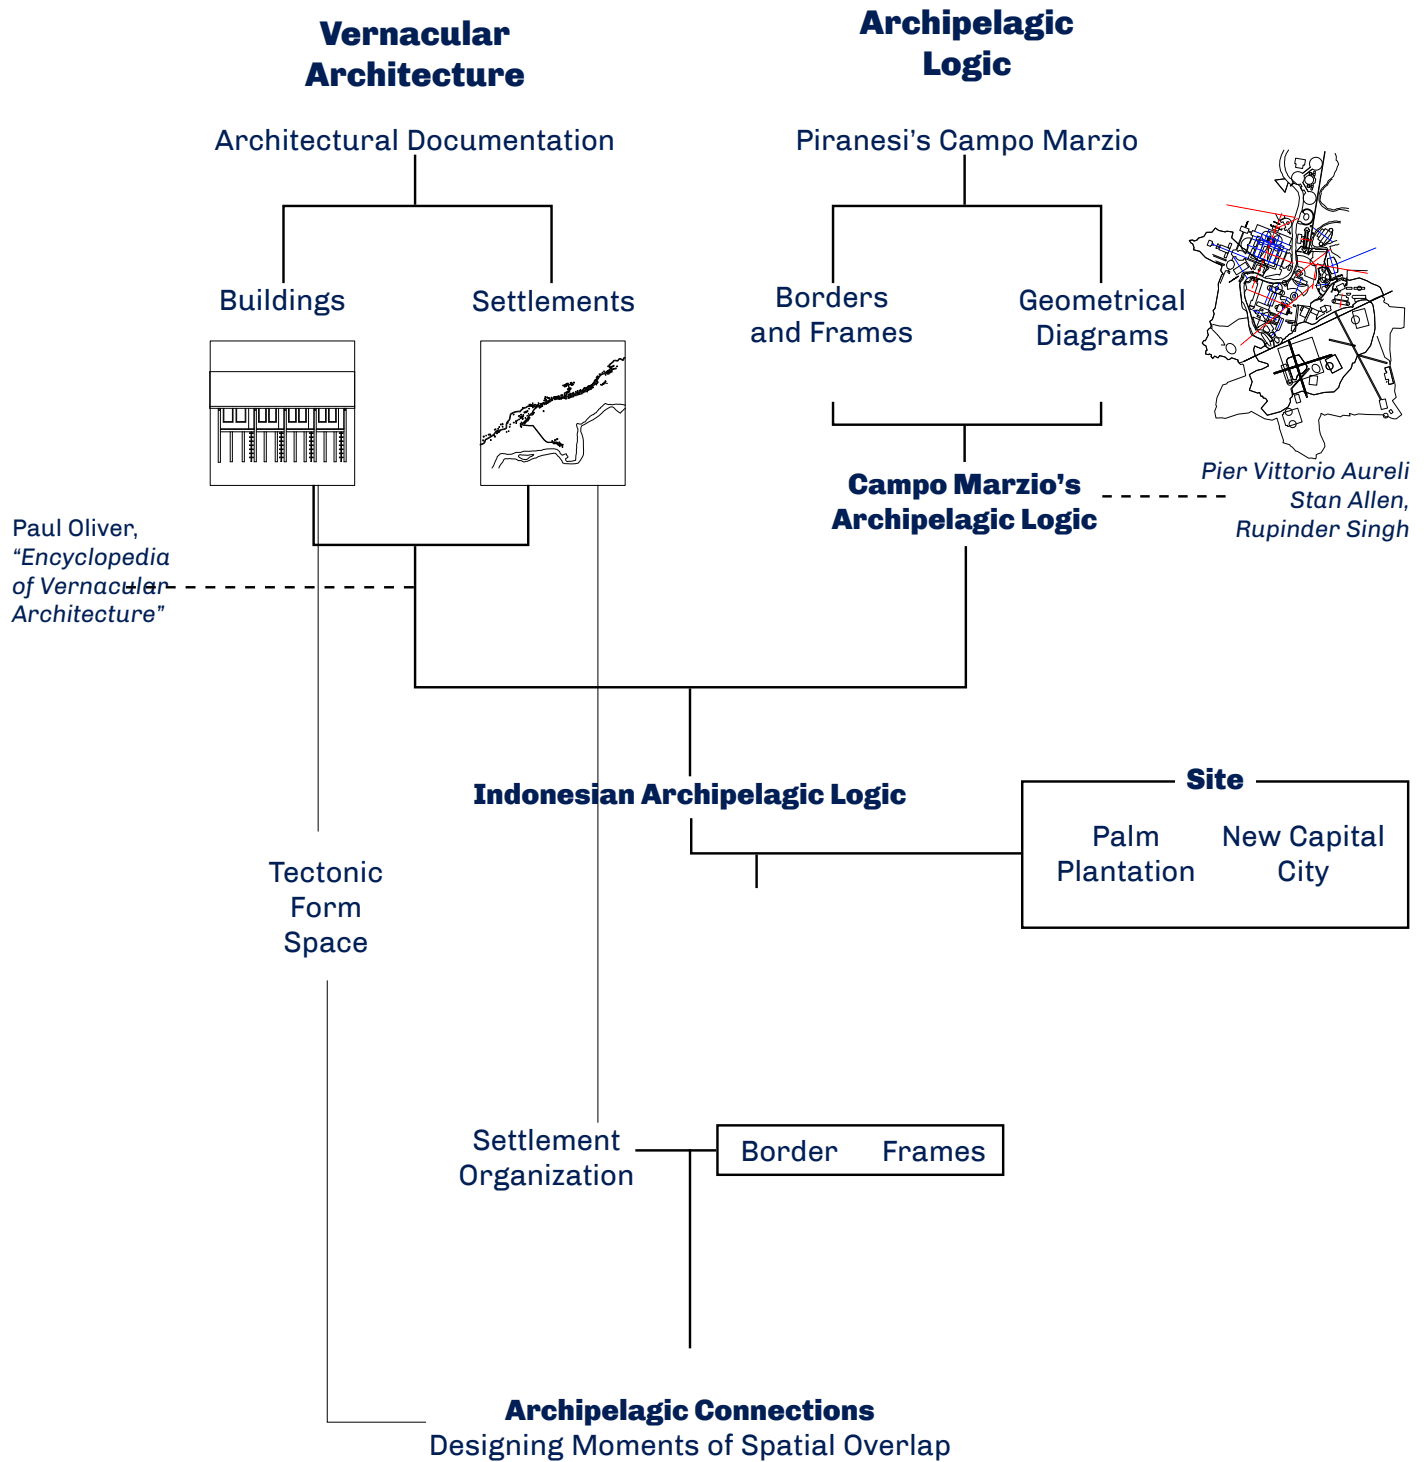 Vernacular
Architecture
Archipelagic
Logic
Architectural Documentation
Piranesi’s Campo Marzio
Buildings
Settlements
Borders
and Frames
Geometrical
Diagrams
Campo Marzio’s
Archipelagic Logic
Pier Vittorio Aureli
Stan Allen,
Rupinder Singh
Paul Oliver,
“Encyclopedia
of Vernacular
Architecture”
Indonesian Archipelagic Logic
Site
Palm
Plantation
New Capital
City
Tectonic
Form
Space
Settlement
Organization
Border
Frames
Archipelagic Connections
Designing Moments of Spatial Overlap